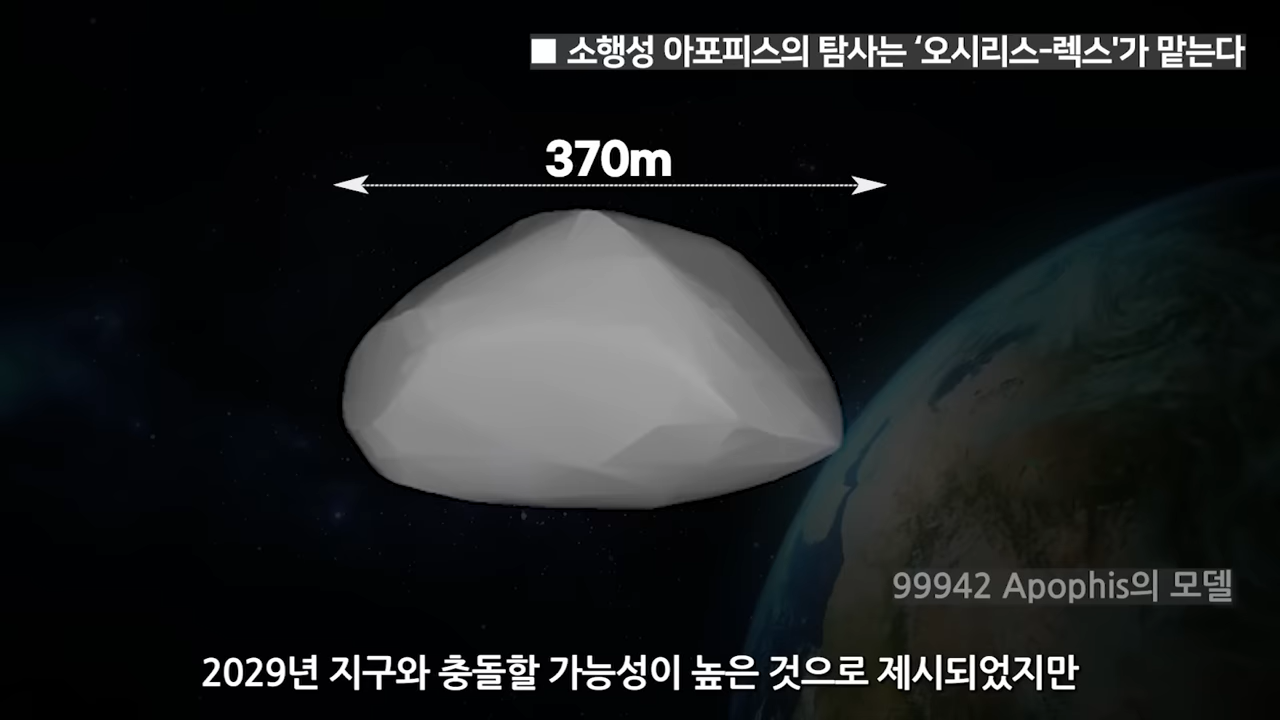 ■ 소행성 아포피스의 탐사는 ‘오시리스-렉스'가 맡는다
370m
99942 Apophis의 모델
2029년 지구와 충돌할 가능성이 높은 것으로 제시되었지만